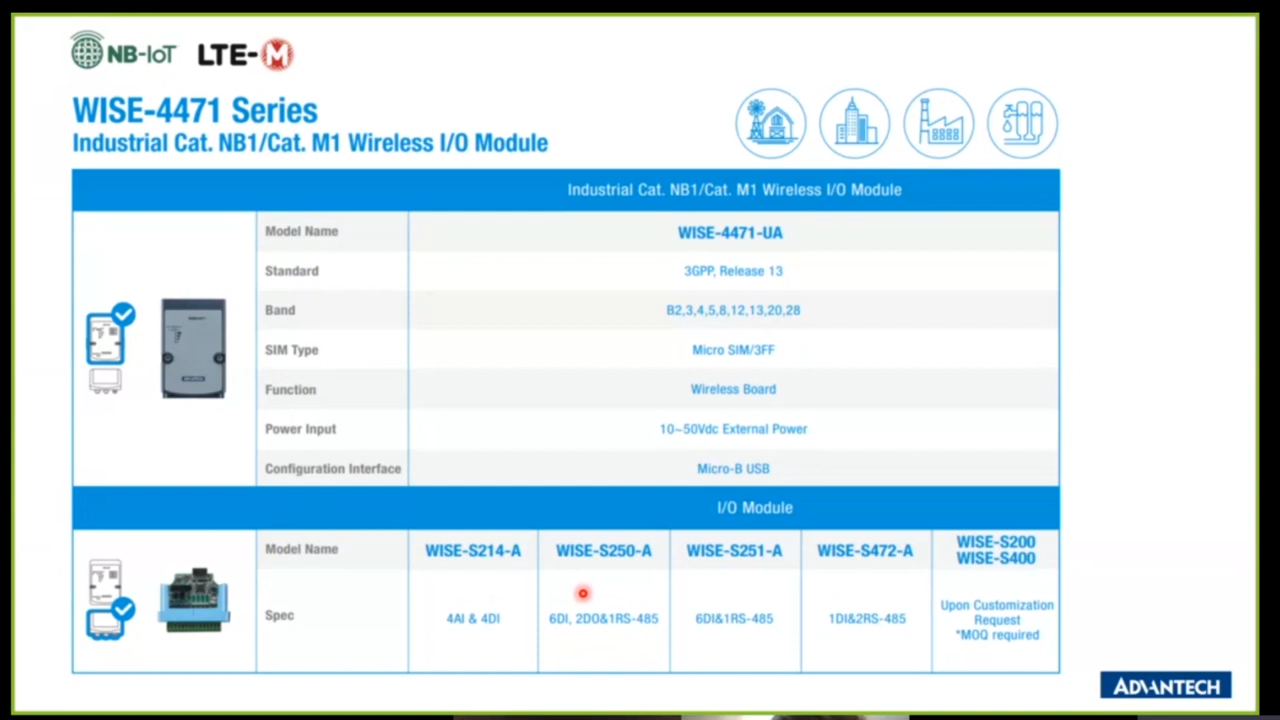 NB-IoT LTE-M
WISE-4471 Series
Industrial Cat. NB1/Cat. M1 Wireless I/O Module
Industrial Cat. NB1/Cat. M1 Wireless I/O Module
Model Name WISE-4471-UA
Standard 3GPP, Release 13
Band B2,3,4,5,8,12,13,20,28
SIM Type Micro SIM/3FF
Function Wireless Board
Power Input 10~50Vdc External Power
Configuration Interface Micro-B USB
I/O Module
Model Name WISE-S214-A WISE-S250-A WISE-S251-A WISE-S472-A WISE-S200
WISE-S400
Spec 4AI & 4DI 6DI, 2DO&1RS-485 6DI&1RS-485 1DI&2RS-485 Upon Customization
Request
*MOQ required
ADVANTECH